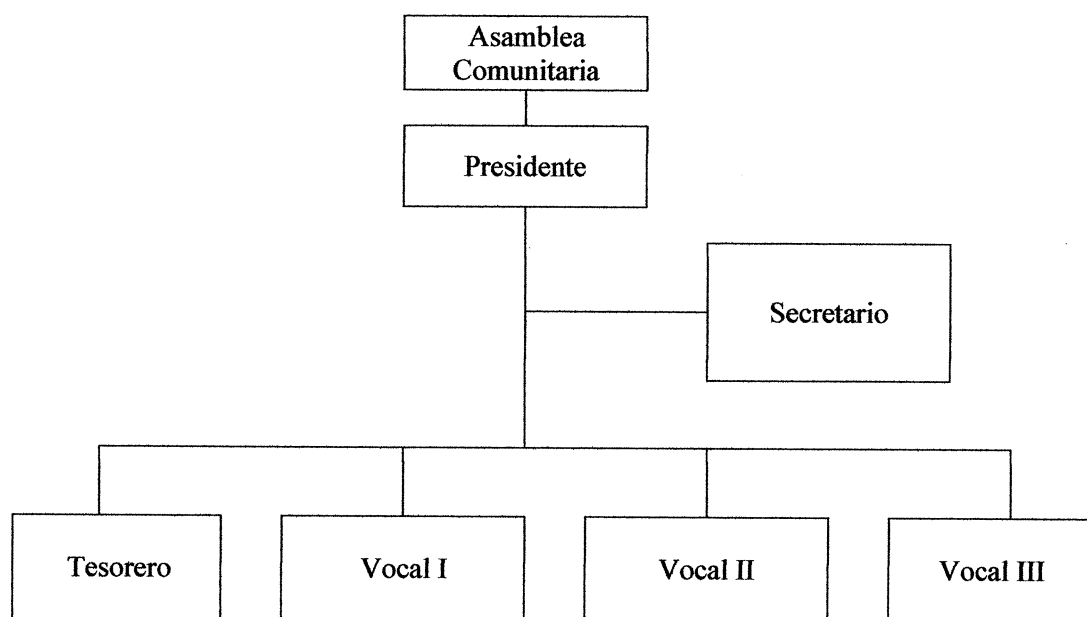 Asamblea
Comunitaria
Presidente
Secretario
Tesorero
Vocal I
Vocal II
Vocal III